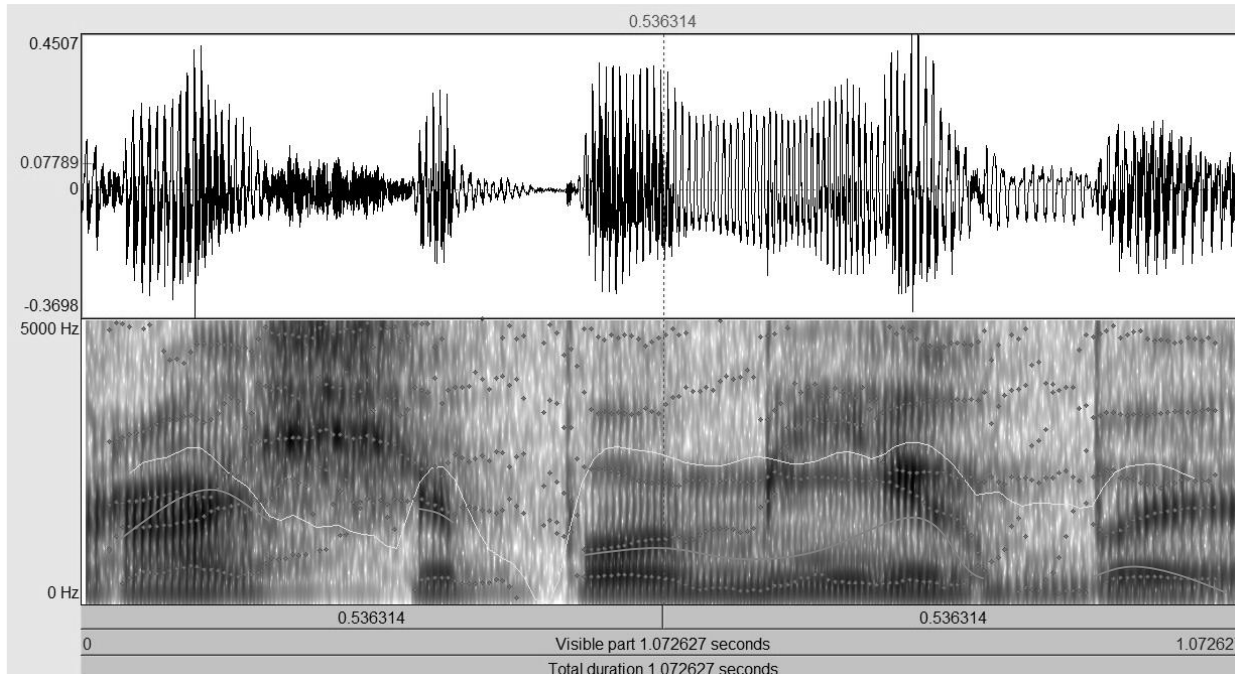 0.536314
0.4507
0.07789
0
-0.3698
5000 Hz
0 Hz
0.536314 0.536314
0 Visible part 1.072627 seconds 1.07262
Total duration 1.072627 seconds